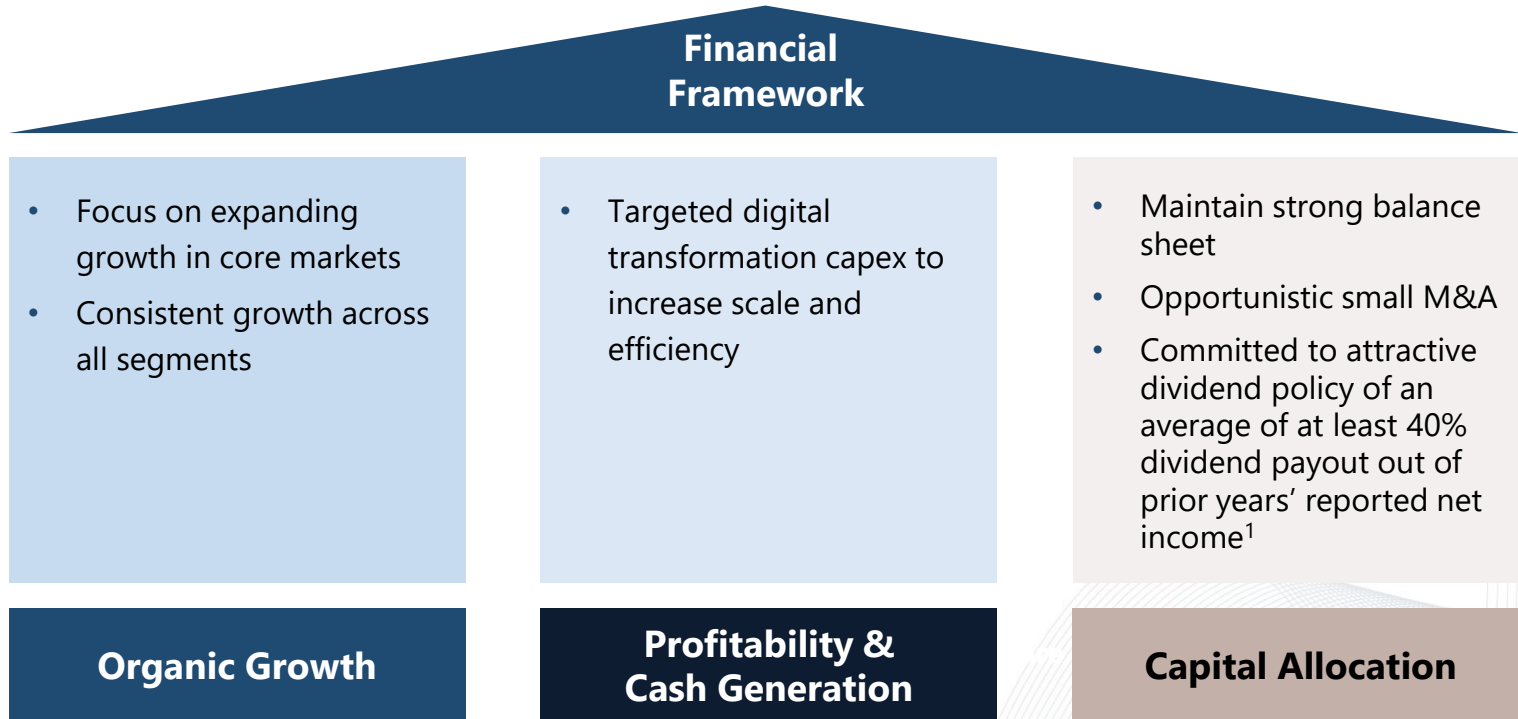 Financial
Framework
• Focus on expanding
growth in core markets
• Consistent growth across
all segments
• Targeted digital
transformation capex to
increase scale and
efficiency
• Maintain strong balance
sheet
• Opportunistic small M&A
• Committed to attractive
dividend policy of an
average of at least 40%
dividend payout out of
prior years’ reported net
income1
Organic Growth
Profitability &
Cash Generation
Capital Allocation